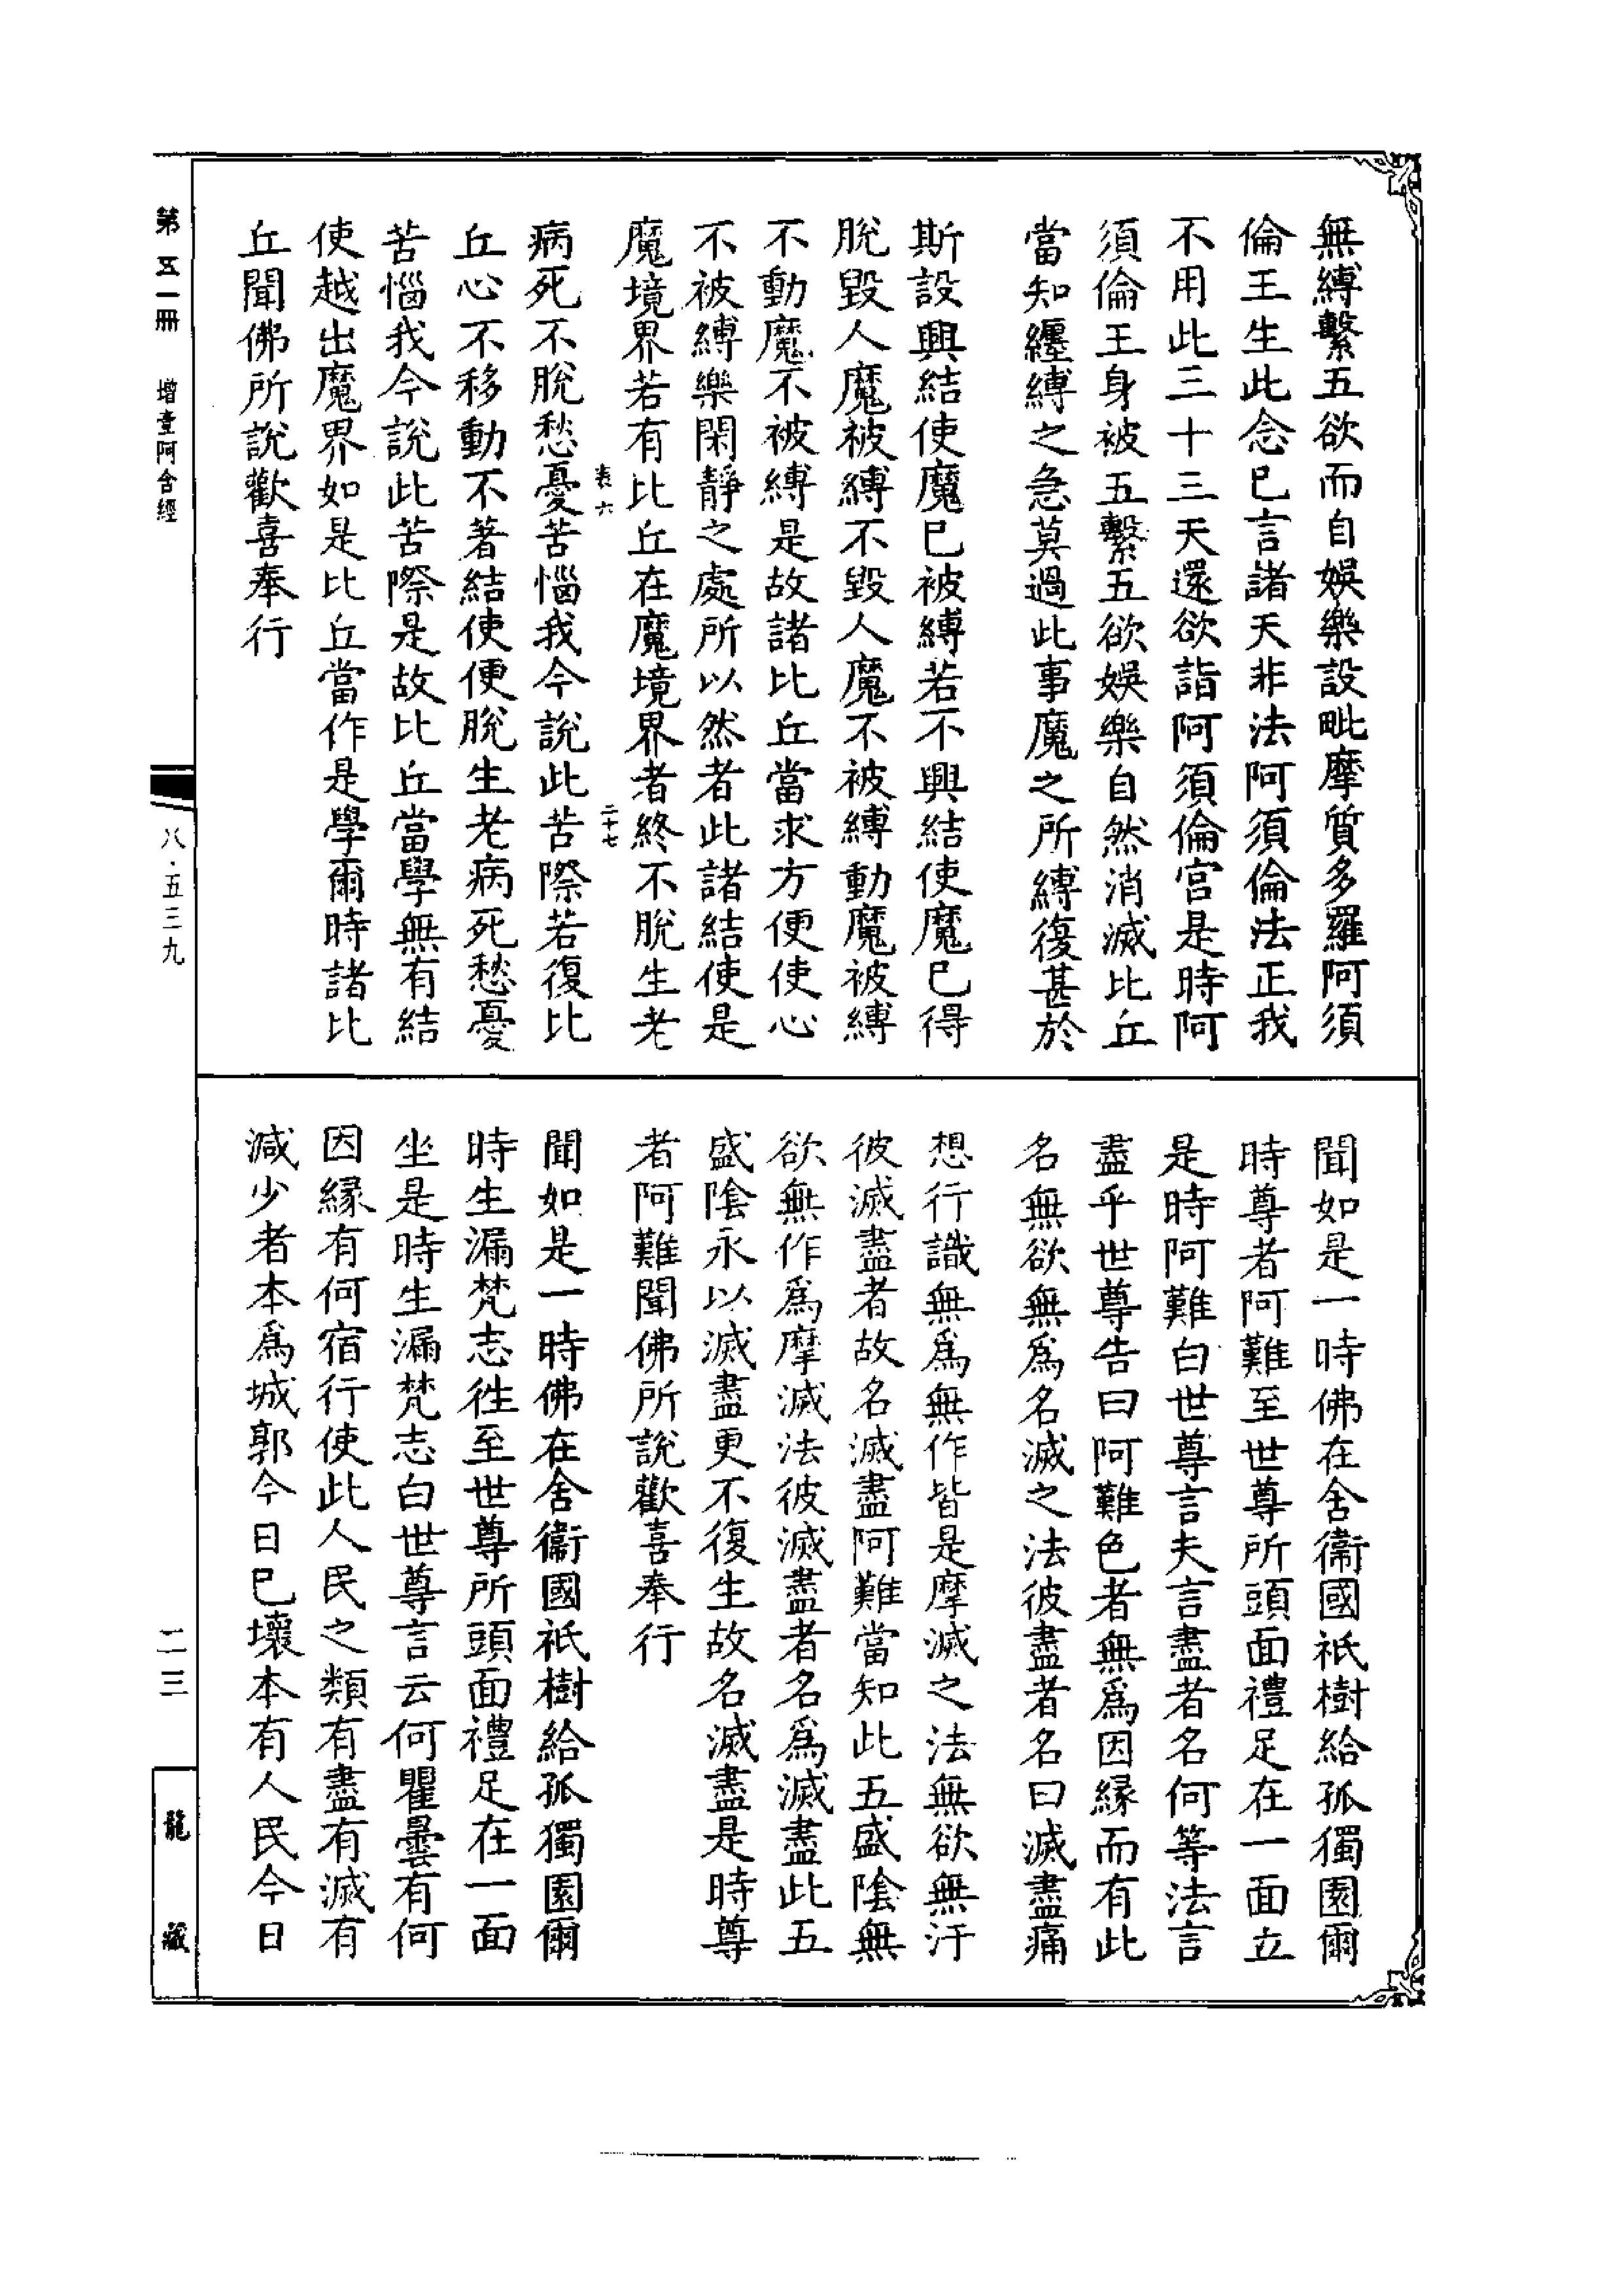 無縛繫五欲而自娛樂設毗摩質多羅阿須
倫王生此念已言諸天非法阿須倫法正我
不用此三十三天還欲詣阿須倫宮是時阿
須倫王身被五繫五欲娛樂自然消滅比丘
當知纏縛之急莫過此事魔之所縛復甚於
斯設興結使魔已被縛若不興結使魔已得
脫毀人魔被縛不毀人魔不被縛動魔被縛
不動魔不被縛是故諸比丘當求方便使心
不被縛樂閑靜之處所以然者此諸結使是
魔境界若有比丘在魔境界者終不脫生老
表六 二十七
病死不脫愁憂苦惱我今說此苦際若復比
丘心不移動不著結使便脫生老病死愁憂
苦惱我今說此苦際是故比丘當學無有結
使越出魔界如是比丘當作是學爾時諸比
丘聞佛所說歡喜奉行
聞如是一時佛在舍衛國祇樹給孤獨園爾
時尊者阿難至世尊所頭面禮足在一面立
是時阿難白世尊言夫言盡者名何等法言
盡乎世尊告曰阿難色者無為因緣而有此
名無欲無為名滅之法彼盡者名曰滅盡痛
想行識無為無作皆是摩滅之法無欲無汙
彼滅盡者故名滅盡阿難當知此五盛陰無
欲無作為摩滅法彼滅盡者名為滅盡此五
盛陰永以滅盡更不復生故名滅盡是時尊
者阿難聞佛所說歡喜奉行
聞如是一時佛在舍衛國祇樹給孤獨園爾
時生漏梵志徃至世尊所頭面禮足在一面
坐是時生漏梵志白世尊言云何瞿曇有何
因緣有何宿行使此人民之類有盡有滅有
減少者本為城郭今日已壞本有人民今日
第五一冊 增壹阿含經
八·五三九
二三
龍藏